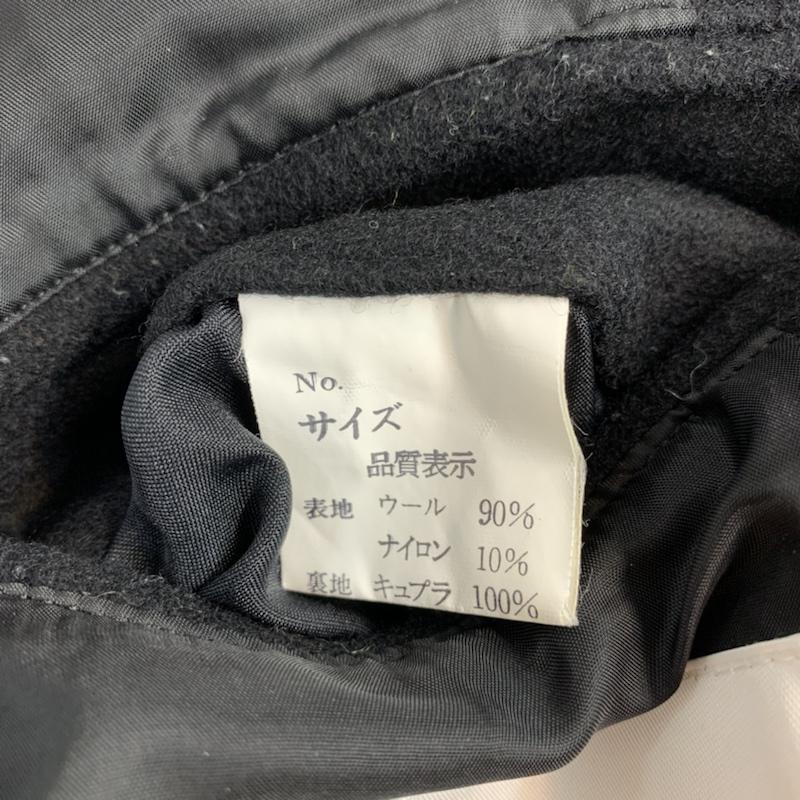 No.
サイズ
品質表示
表地 ウール 90%
ナイロン 10%
裏地 キュプラ 100%